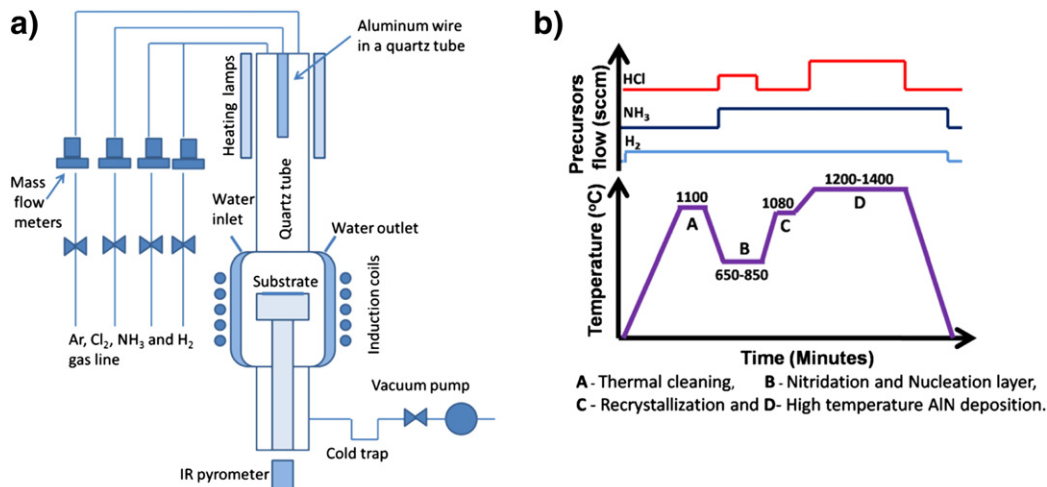 a)
Aluminum wire
in a quartz tube
Heating lamps
Mass
flow
meters
Quartz tube
Water
inlet
Water outlet
Substrate
Induction coils
Ar, Cl₂, NH₃ and H₂
gas line
Vacuum pump
Cold trap
IR pyrometer
b)
Precursors
flow (sccm)
HCl
NH₃
H₂
Temperature (ºC)
1100
A
B
650-850
1080
C
1200-1400
D
Time (Minutes)
A - Thermal cleaning, B - Nitridation and Nucleation layer,
C - Recrystallization and D- High temperature AlN deposition.